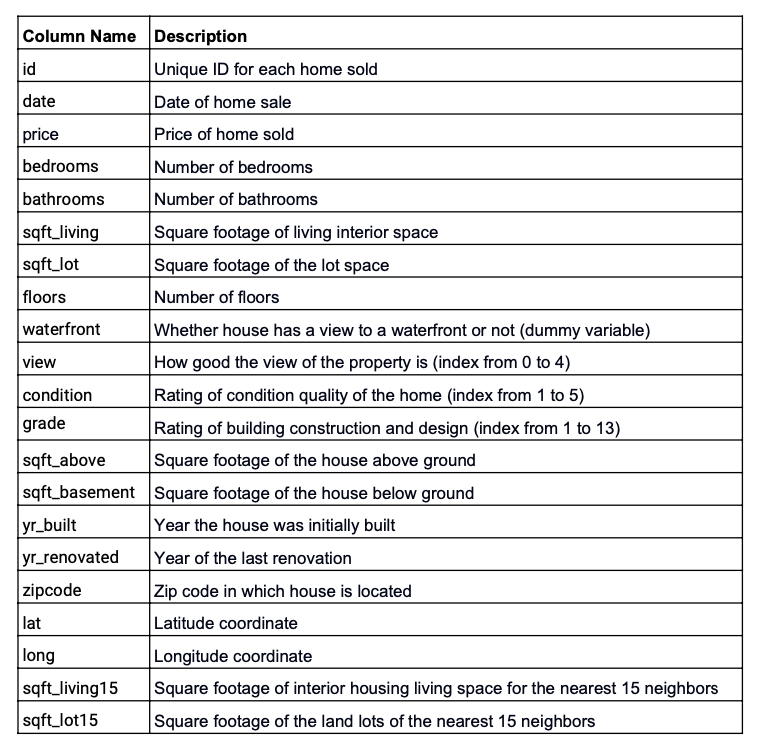 Column Name Description
id Unique ID for each home sold
date Date of home sale
price Price of home sold
bedrooms Number of bedrooms
bathrooms Number of bathrooms
sqft_living Square footage of living interior space
sqft_lot Square footage of the lot space
floors Number of floors
waterfront Whether house has a view to a waterfront or not (dummy variable)
view How good the view of the property is (index from 0 to 4)
condition Rating of condition quality of the home (index from 1 to 5)
grade Rating of building construction and design (index from 1 to 13)
sqft_above Square footage of the house above ground
sqft_basement Square footage of the house below ground
yr_built Year the house was initially built
yr_renovated Year of the last renovation
zipcode Zip code in which house is located
lat Latitude coordinate
long Longitude coordinate
sqft_living15 Square footage of interior housing living space for the nearest 15 neighbors
sqft_lot15 Square footage of the land lots of the nearest 15 neighbors